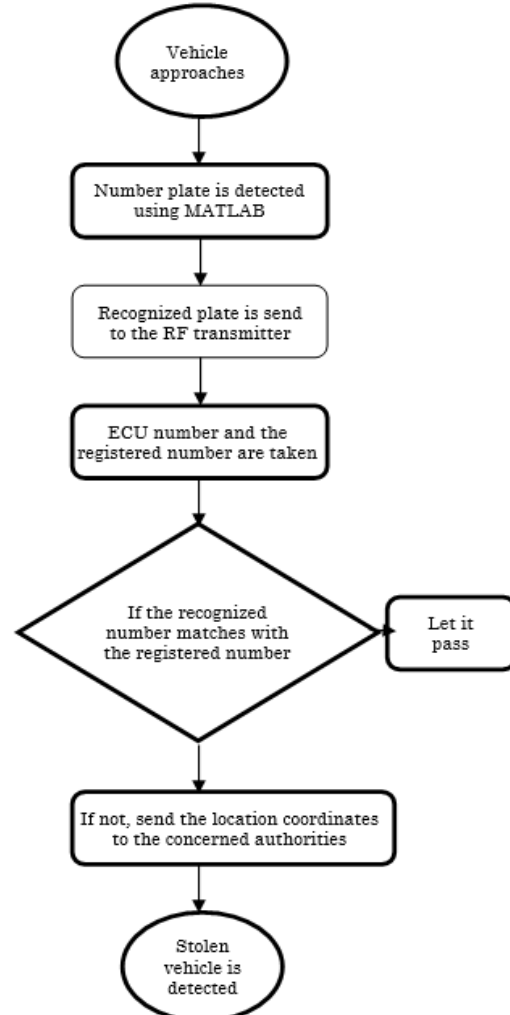 Vehicle
approaches
Number plate is detected
using MATLAB
Recognized plate is send
to the RF transmitter
ECU number and the
registered number are taken
If the recognized
number matches with
the registered number
Let it
pass
If not, send the location coordinates
to the concerned authorities
Stolen
vehicle is
detected